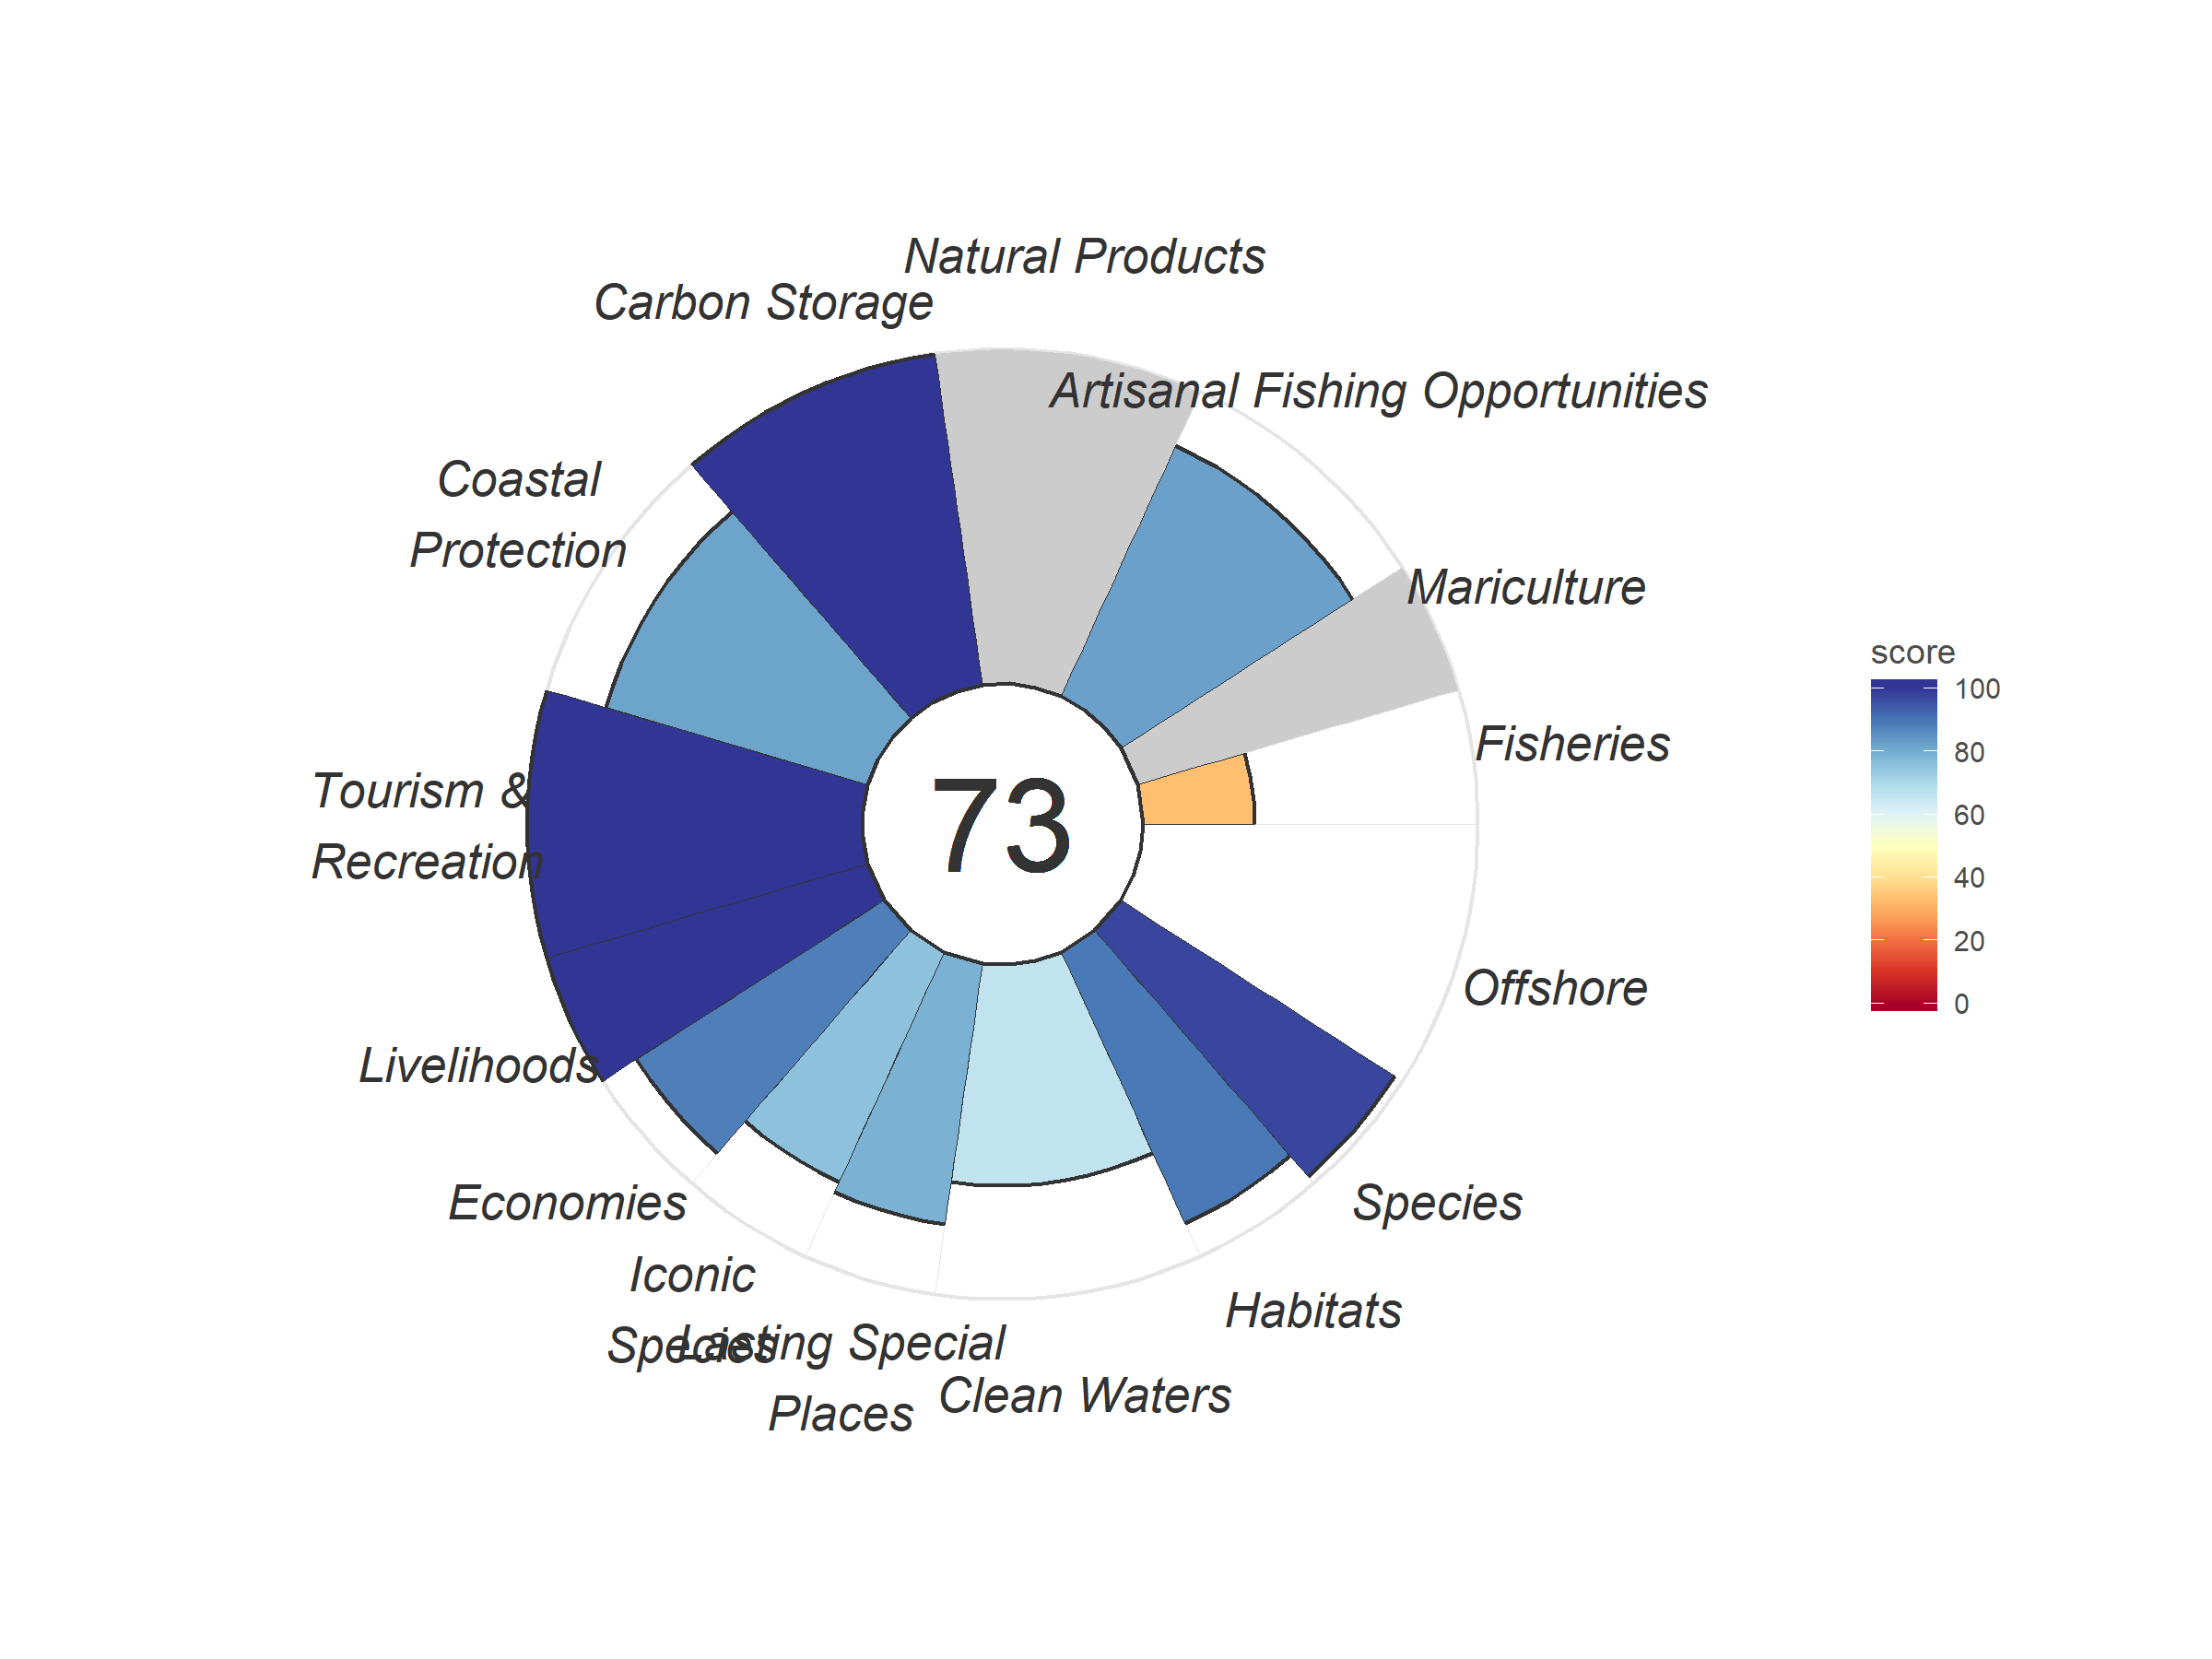 Natural Products
Carbon Storage
Artisanal Fishing Opportunities
Coastal
Protection
Mariculture
Fisheries
Tourism &
Recreation
73
Offshore
Livelihoods
Economies
Species
Iconic
Species
Habitats
Lasting Special
Places
Clean Waters
score
100
80
60
40
20
0